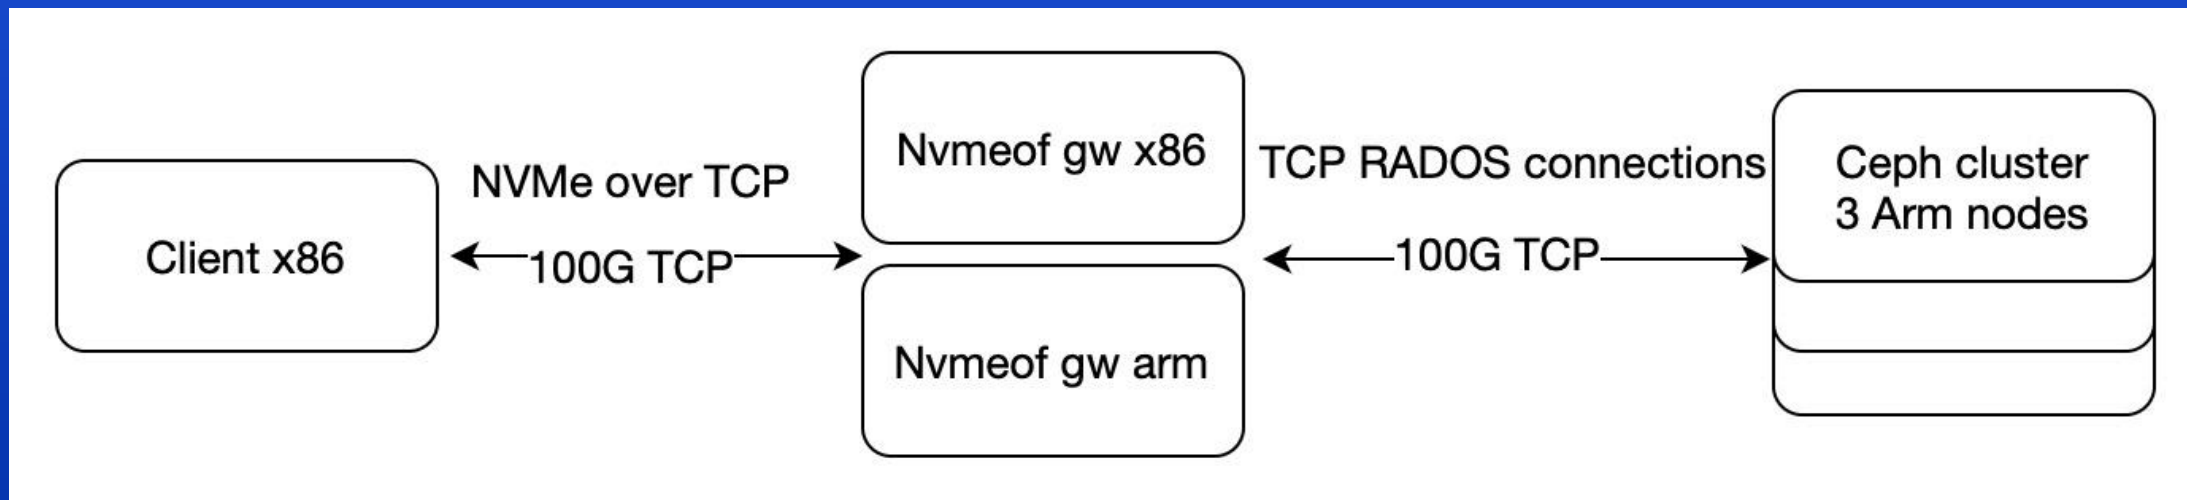 Client x86
NVMe over TCP
100G TCP
Nvmeof gw x86
Nvmeof gw arm
TCP RADOS connections
100G TCP
Ceph cluster
3 Arm nodes